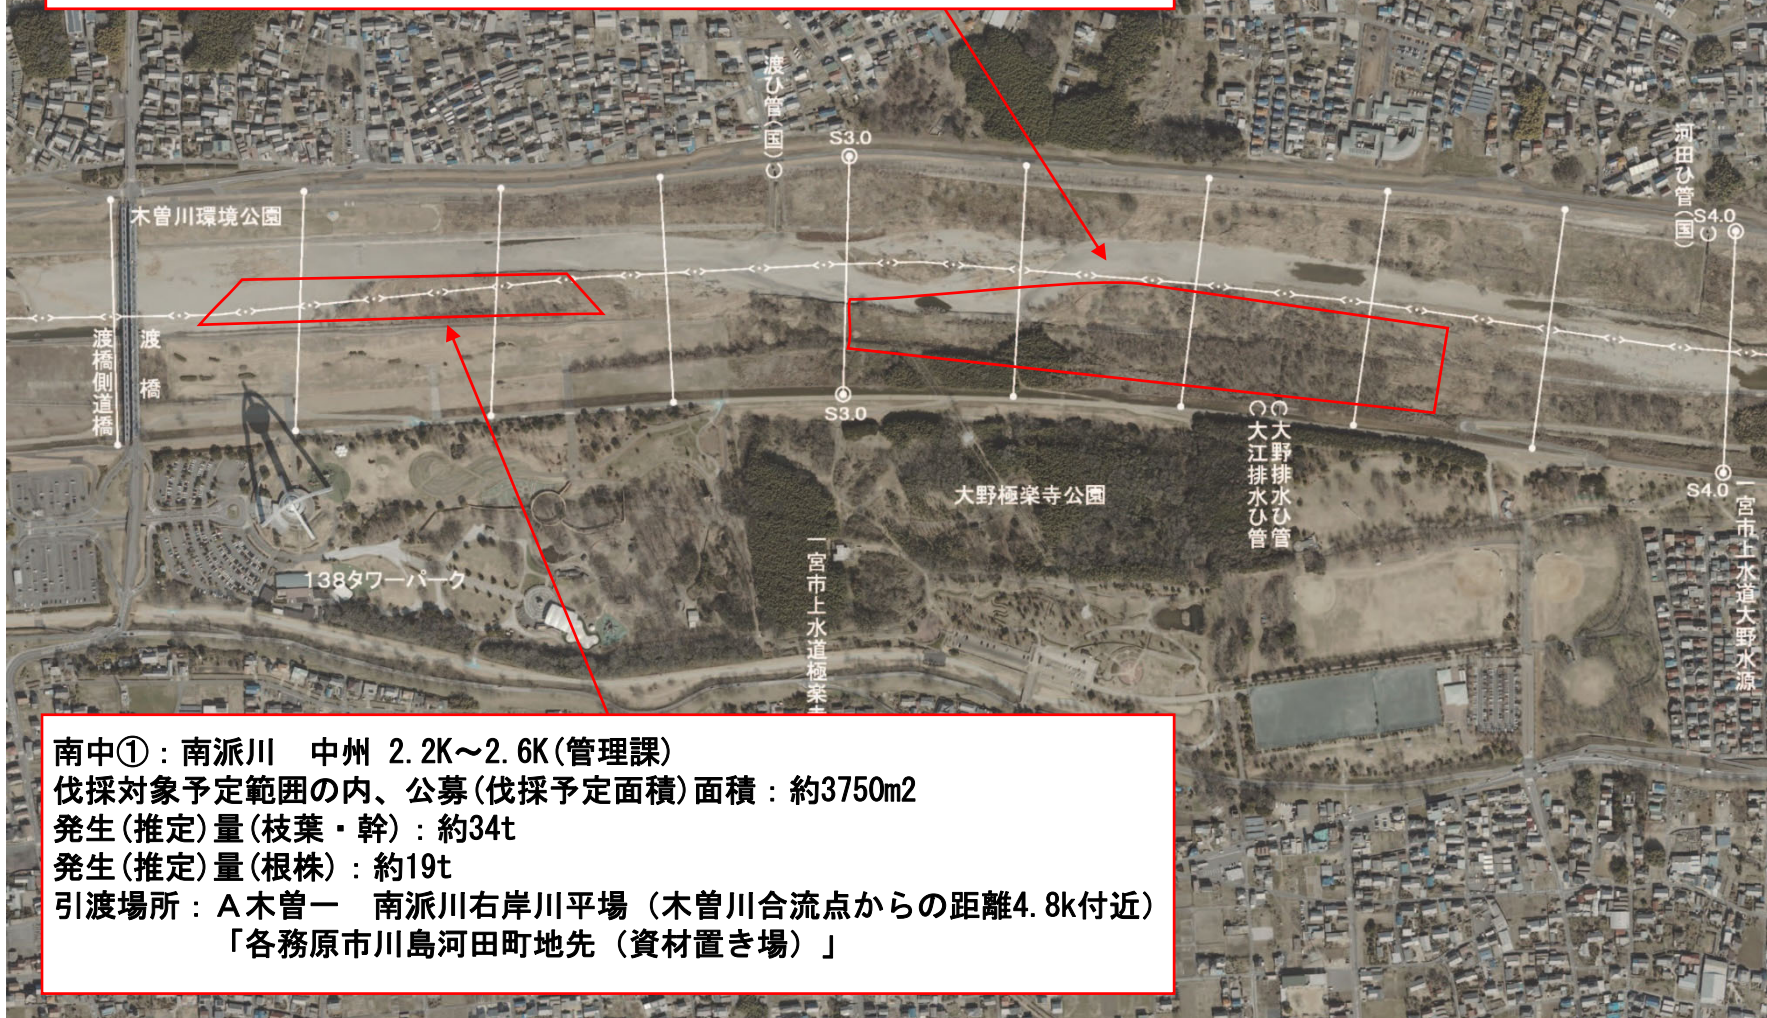 渡ひ管(国)
S3.0
河田ひ管(国)
S4.0
木曽川環境公園
渡橋側道橋
渡橋
S3.0
大江排水ひ管
大野排水ひ管
大野極楽寺公園
S4.0
一宮市上水道大野水源
138タワーパーク
一宮市上水道極楽
南中①:南派川 中州 2.2K~2.6K(管理課)
伐採対象予定範囲の内、公募(伐採予定面積)面積:約3750m2
発生(推定)量(枝葉・幹):約34t
発生(推定)量(根株):約19t
引渡場所:A木曽一 南派川右岸川平場(木曽川合流点からの距離4.8k付近)
「各務原市川島河田町地先(資材置き場)」